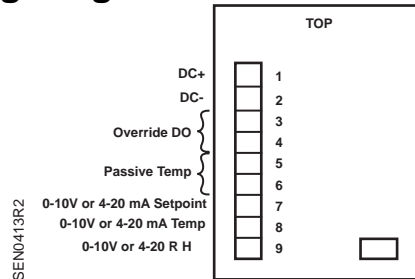 TOP
DC+ 1
DC- 2
3
Override DO
4
5
Passive Temp
6
0-10V or 4-20 mA Setpoint 7
0-10V or 4-20 mA Temp 8
0-10V or 4-20 R H 9
SEN0413R2